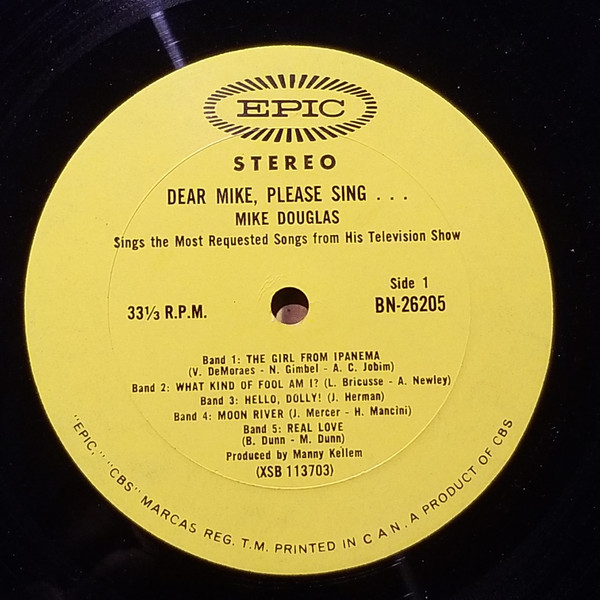 EPIC
STEREO
DEAR MIKE, PLEASE SING . . .
MIKE DOUGLAS
Sings the Most Requested Songs from His Television Show
Side 1
33⅓ R.P.M.
BN-26205
Band 1: THE GIRL FROM IPANEMA
(V. DeMoraes - N. Gimbel - A. C. Jobim)
Band 2: WHAT KIND OF FOOL AM I? (L. Bricusse - A. Newley)
Band 3: HELLO, DOLLY! (J. Herman)
Band 4: MOON RIVER (J. Mercer - H. Mancini)
Band 5: REAL LOVE
(B. Dunn - M. Dunn)
Produced by Manny Kellem
(XSB 113703)
"EPIC," "CBS" MARCAS REG. T.M. PRINTED IN CAN. A PRODUCT OF CBS